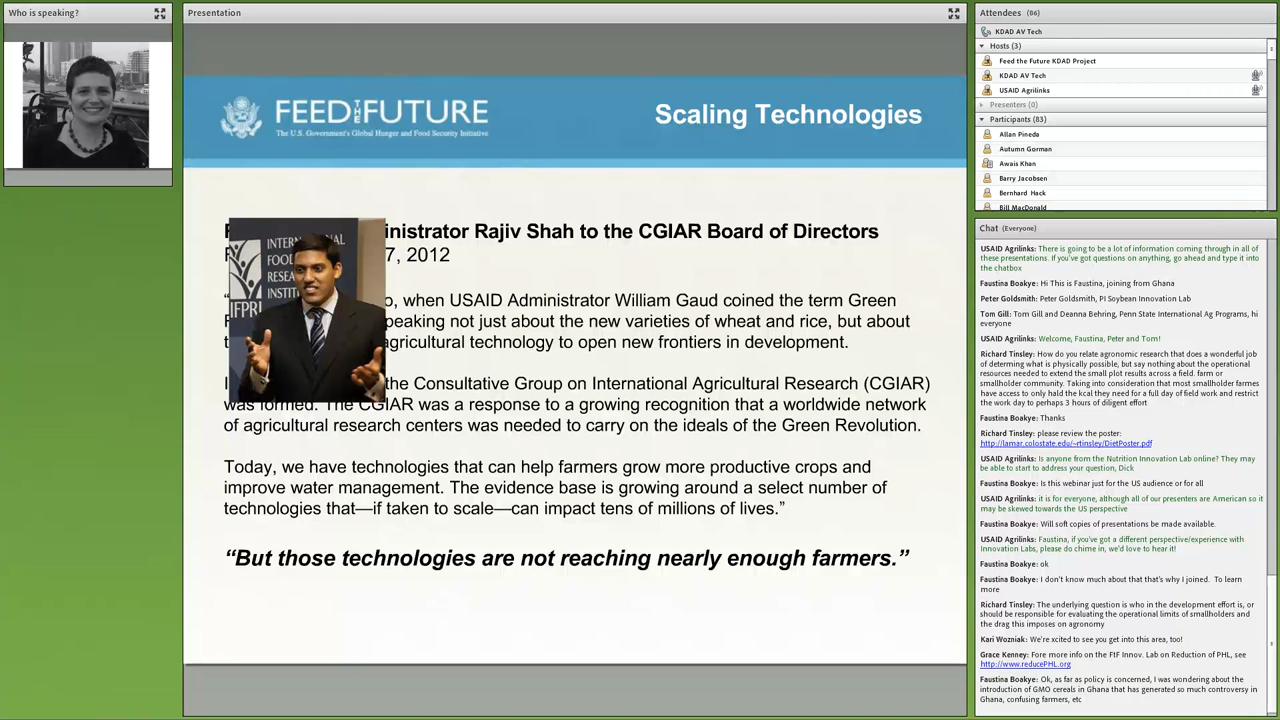 Who is speaking?
Presentation
FEED THE FUTURE
The U.S. Government's Global Hunger and Food Security Initiative
Scaling Technologies
inistrator Rajiv Shah to the CGIAR Board of Directors
7, 2012
o, when USAID Administrator William Gaud coined the term Green
peaking not just about the new varieties of wheat and rice, but about
agricultural technology to open new frontiers in development.
the Consultative Group on International Agricultural Research (CGIAR)
was formed. The CGIAR was a response to a growing recognition that a worldwide network
of agricultural research centers was needed to carry on the ideals of the Green Revolution.
Today, we have technologies that can help farmers grow more productive crops and
improve water management. The evidence base is growing around a select number of
technologies that—if taken to scale—can impact tens of millions of lives.”
“But those technologies are not reaching nearly enough farmers.”
INTERNATIONAL
FOO
RESEA
INSTIT
IFPRI
Attendees (86)
KDAD AV Tech
Hosts (3)
Feed the Future KDAD Project
KDAD AV Tech
USAID Agrilinks
Presenters (0)
Participants (83)
Allan Pineda
Autumn Gorman
Awais Khan
Barry Jacobsen
Bernhard Hack
Bill MacDonald
Chat (Everyone)
USAID Agrilinks: There is going to be a lot of information coming through in all of
these presentations. If you've got questions on anything, go ahead and type it into
the chatbox
Faustina Boakye: Hi This is Faustina, joining from Ghana
Peter Goldsmith: Peter Goldsmith, PI Soybean Innovation Lab
Tom Gill: Tom Gill and Deanna Behring, Penn State International Ag Programs, hi
everyone
USAID Agrilinks: Welcome, Faustina, Peter and Tom!
Richard Tinsley: How do you relate agronomic research that does a wonderful job
of determing what is physically possible, but say nothing about the operational
resources needed to extend the small plot results across a field. farm or
smallholder community. Taking into consideration that most smallholder farmes
have access to only hald the kcal they need for a full day of field work and restrict
the work day to perhaps 3 hours of diligent effort
Faustina Boakye: Thanks
Richard Tinsley: please review the poster:
http://lamar.colostate.edu/~rtinsley/DietPoster.pdf
USAID Agrilinks: Is anyone from the Nutrition Innovation Lab online? They may
be able to start to address your question, Dick
Faustina Boakye: Is this webinar just for the US audience or for all
USAID Agrilinks: it is for everyone, although all of our presenters are American so it
may be skewed towards the US perspective
Faustina Boakye: Will soft copies of presentations be made available.
USAID Agrilinks: Faustina, if you've got a different perspective/experience with
Innovation Labs, please do chime in, we'd love to hear it!
Faustina Boakye: ok
Faustina Boakye: I don't know much about that that's why I joined. To learn
more
Richard Tinsley: The underlying question is who in the development effort is, or
should be responsible for evaluating the operational limits of smallholders and
the drag this imposes on agronomy
Kari Wozniak: We're xcited to see you get into this area, too!
Grace Kenney: Fore more info on the FtF Innov. Lab on Reduction of PHL, see
http://www.reducePHL.org
Faustina Boakye: Ok, as far as policy is concerned, I was wondering about the
introduction of GMO cereals in Ghana that has generated so much controversy in
Ghana, confusing farmers, etc